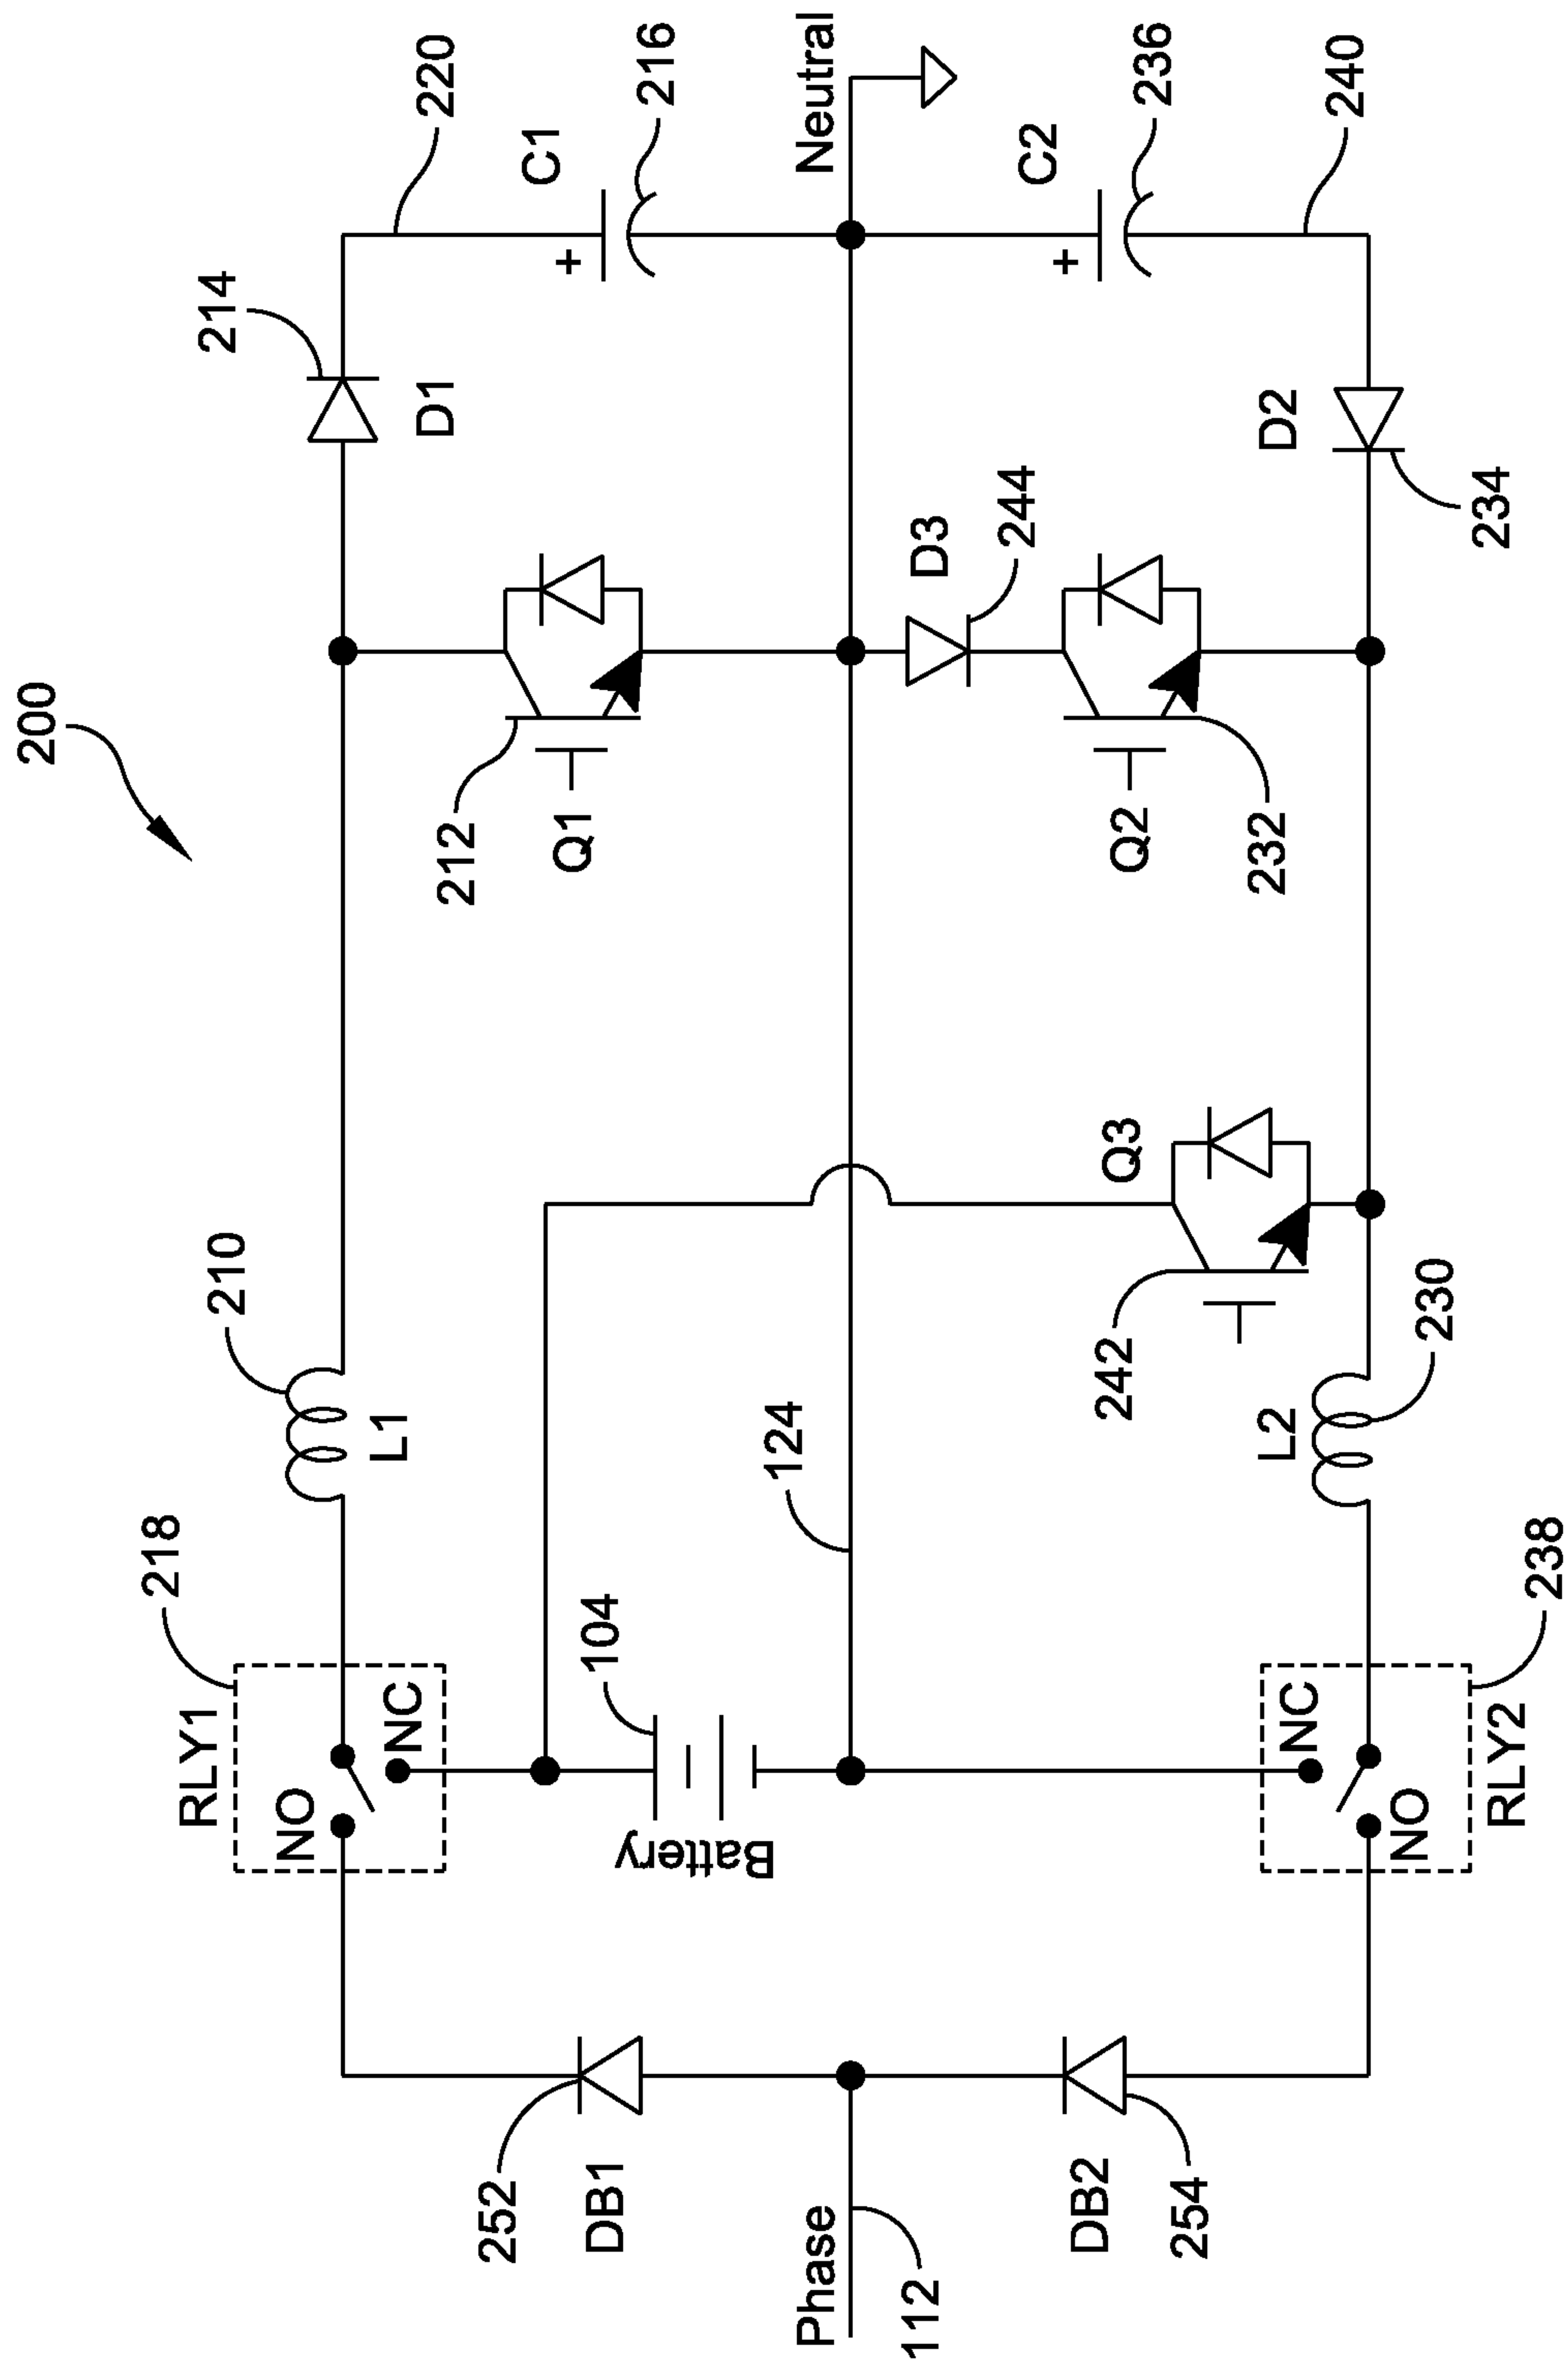 200
218
RLY1
NO
NC
210
L1
214
D1
220
252
DB1
Battery
104
212
Q1
C1
+
216
Phase
112
124
Neutral
D3
244
DB2
254
242
Q3
Q2
232
C2
+
236
NC
NO
RLY2
238
L2
230
D2
234
240